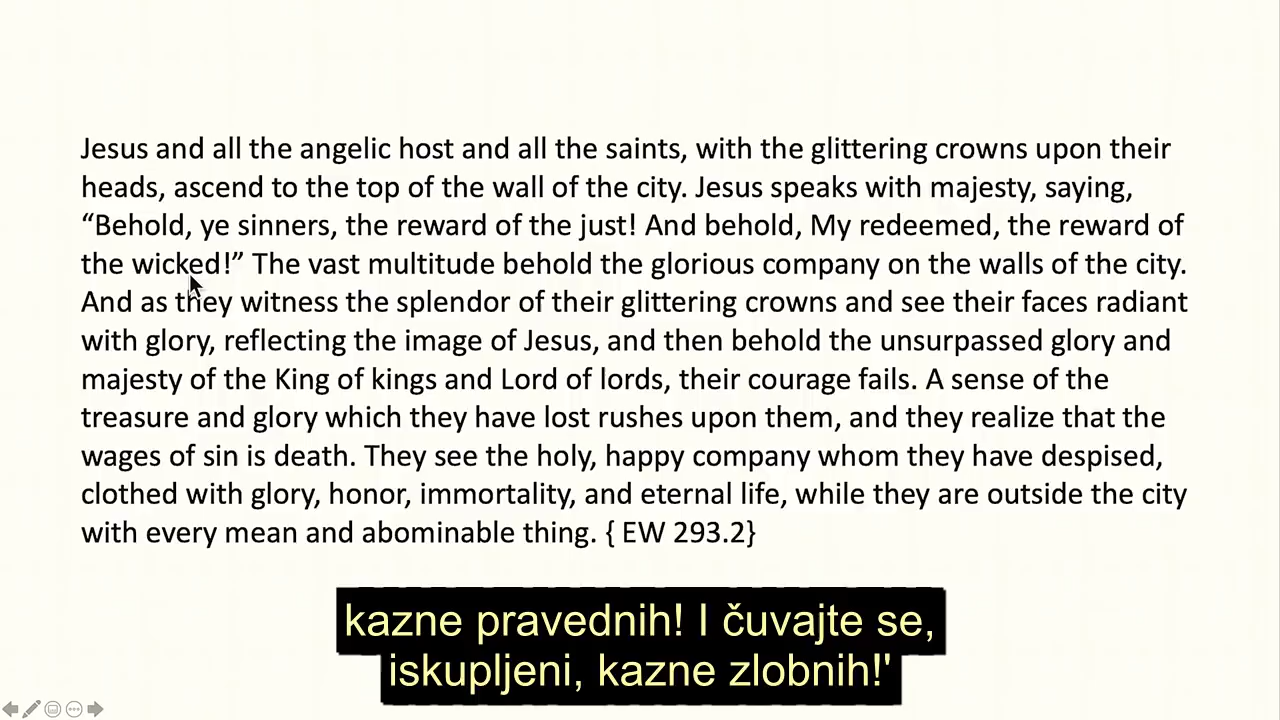 Jesus and all the angelic host and all the saints, with the glittering crowns upon their
heads, ascend to the top of the wall of the city. Jesus speaks with majesty, saying,
“Behold, ye sinners, the reward of the just! And behold, My redeemed, the reward of
the wicked!” The vast multitude behold the glorious company on the walls of the city.
And as they witness the splendor of their glittering crowns and see their faces radiant
with glory, reflecting the image of Jesus, and then behold the unsurpassed glory and
majesty of the King of kings and Lord of lords, their courage fails. A sense of the
treasure and glory which they have lost rushes upon them, and they realize that the
wages of sin is death. They see the holy, happy company whom they have despised,
clothed with glory, honor, immortality, and eternal life, while they are outside the city
with every mean and abominable thing. { EW 293.2}
kazne pravednih! I čuvajte se,
iskupljeni, kazne zlobnih!'